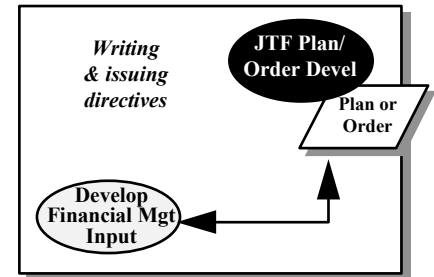 Writing
& issuing
directives
JTF Plan/
Order Devel
Plan or
Order
Develop
Financial Mgt
Input